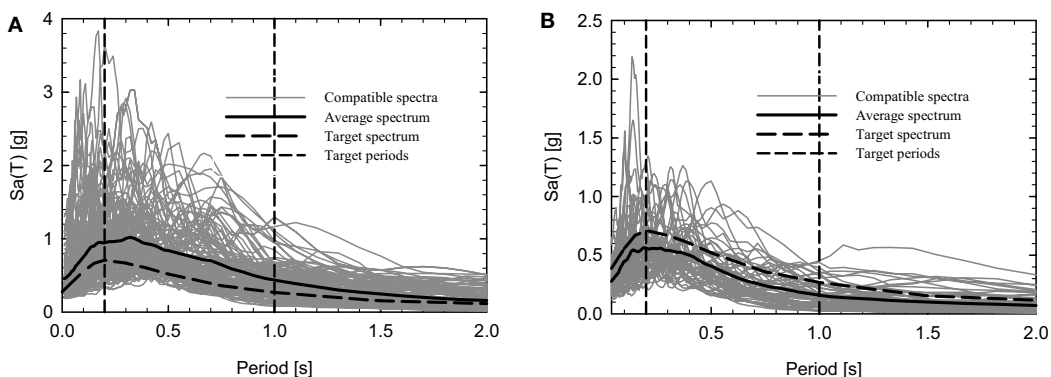 A
Sa(T) [g]
4
3
2
1
0
0.0 0.5 1.0 1.5 2.0
Period [s]
Compatible spectra
Average spectrum
Target spectrum
Target periods
B
Sa(T) [g]
2.5
2.0
1.5
1.0
0.5
0.0
0.5 1.0 1.5 2.0
Period [s]
Compatible spectra
Average spectrum
Target spectrum
Target periods